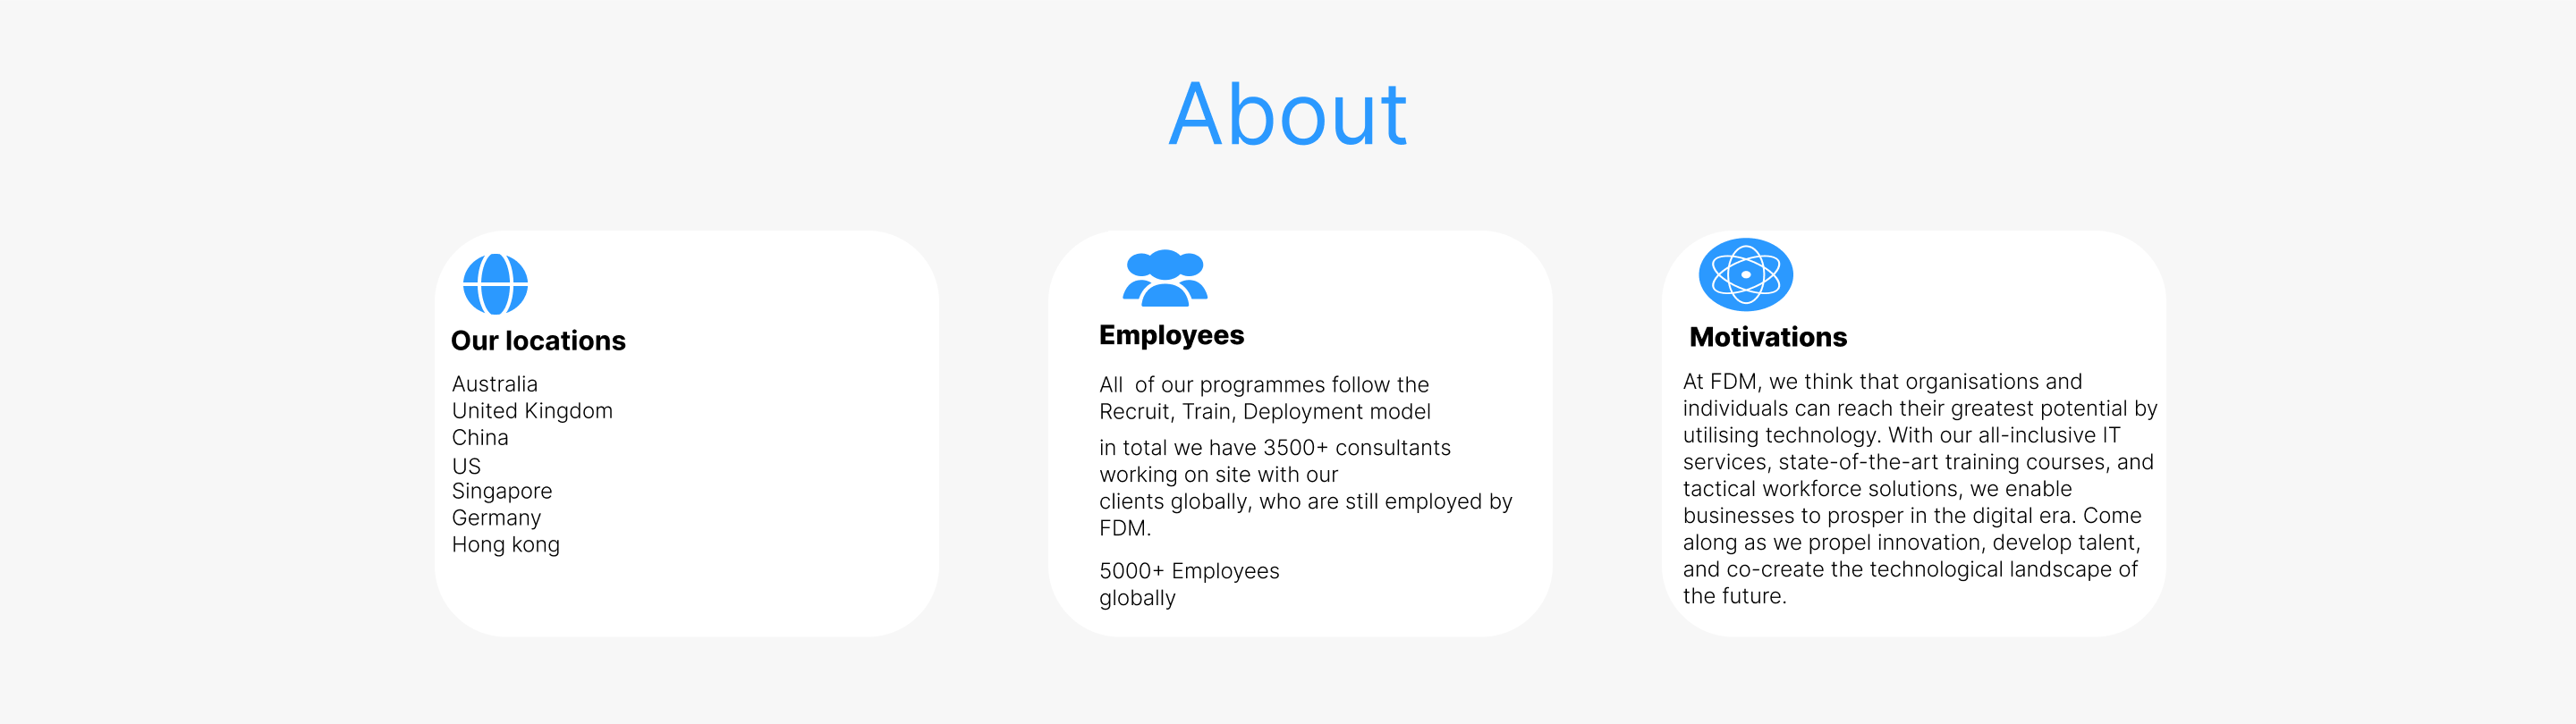 About
Our locations
Australia
United Kingdom
China
US
Singapore
Germany
Hong kong
Employees
All  of our programmes follow the
Recruit, Train, Deployment model
in total we have 3500+ consultants
working on site with our
clients globally, who are still employed by
FDM.
5000+ Employees
globally
Motivations
At FDM, we think that organisations and
individuals can reach their greatest potential by
utilising technology. With our all-inclusive IT
services, state-of-the-art training courses, and
tactical workforce solutions, we enable
businesses to prosper in the digital era. Come
along as we propel innovation, develop talent,
and co-create the technological landscape of
the future.